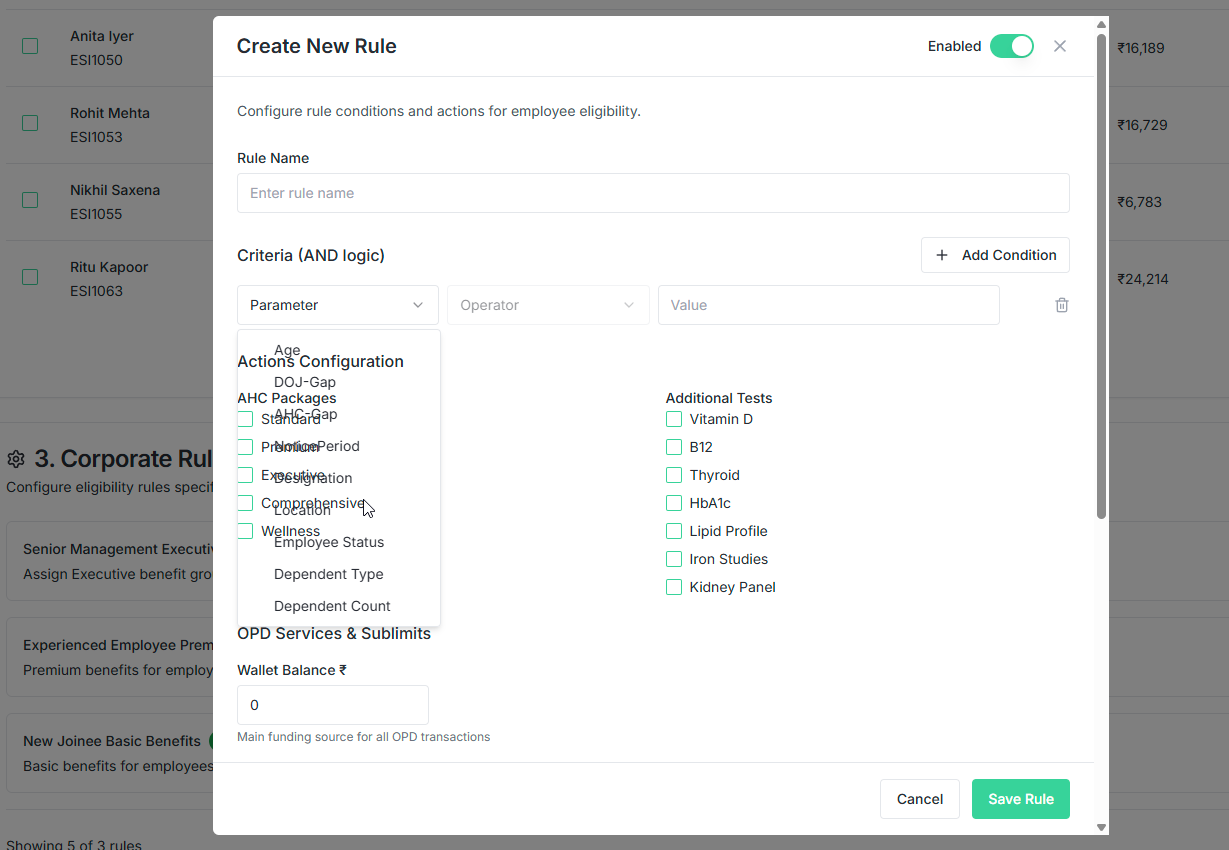 Anita Iyer
ESI1050
₹16,189
Rohit Mehta
ESI1053
₹16,729
Nikhil Saxena
ESI1055
₹6,783
Ritu Kapoor
ESI1063
₹24,214
3. Corporate Rul
Configure eligibility rules specif
Senior Management Executiv
Assign Executive benefit gro
Experienced Employee Prem
Premium benefits for employ
New Joinee Basic Benefits
Basic benefits for employees
Showing 5 of 3 rules
Create New Rule
Enabled
Configure rule conditions and actions for employee eligibility.
Rule Name
Enter rule name
Criteria (AND logic)
+ Add Condition
Parameter
Operator
Value
Age
DOJ-Gap
AHC-Gap
NoticePeriod
Designation
Location
Employee Status
Dependent Type
Dependent Count
Actions Configuration
AHC Packages
Standard
Premium
Executive
Comprehensive
Wellness
Additional Tests
Vitamin D
B12
Thyroid
HbA1c
Lipid Profile
Iron Studies
Kidney Panel
OPD Services & Sublimits
Wallet Balance ₹
0
Main funding source for all OPD transactions
Cancel
Save Rule